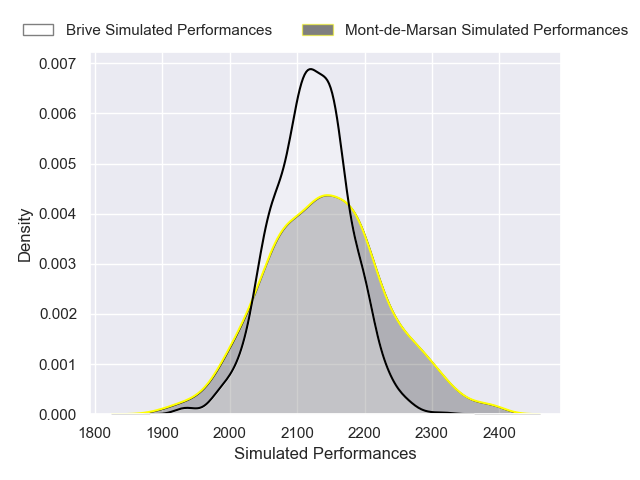 Brive Simulated Performances Mont-de-Marsan Simulated Performances
0.007
0.006
0.005
0.004
0.003
0.002
0.001
0.000
Density
1800 1900 2000 2100 2200 2300 2400
Simulated Performances